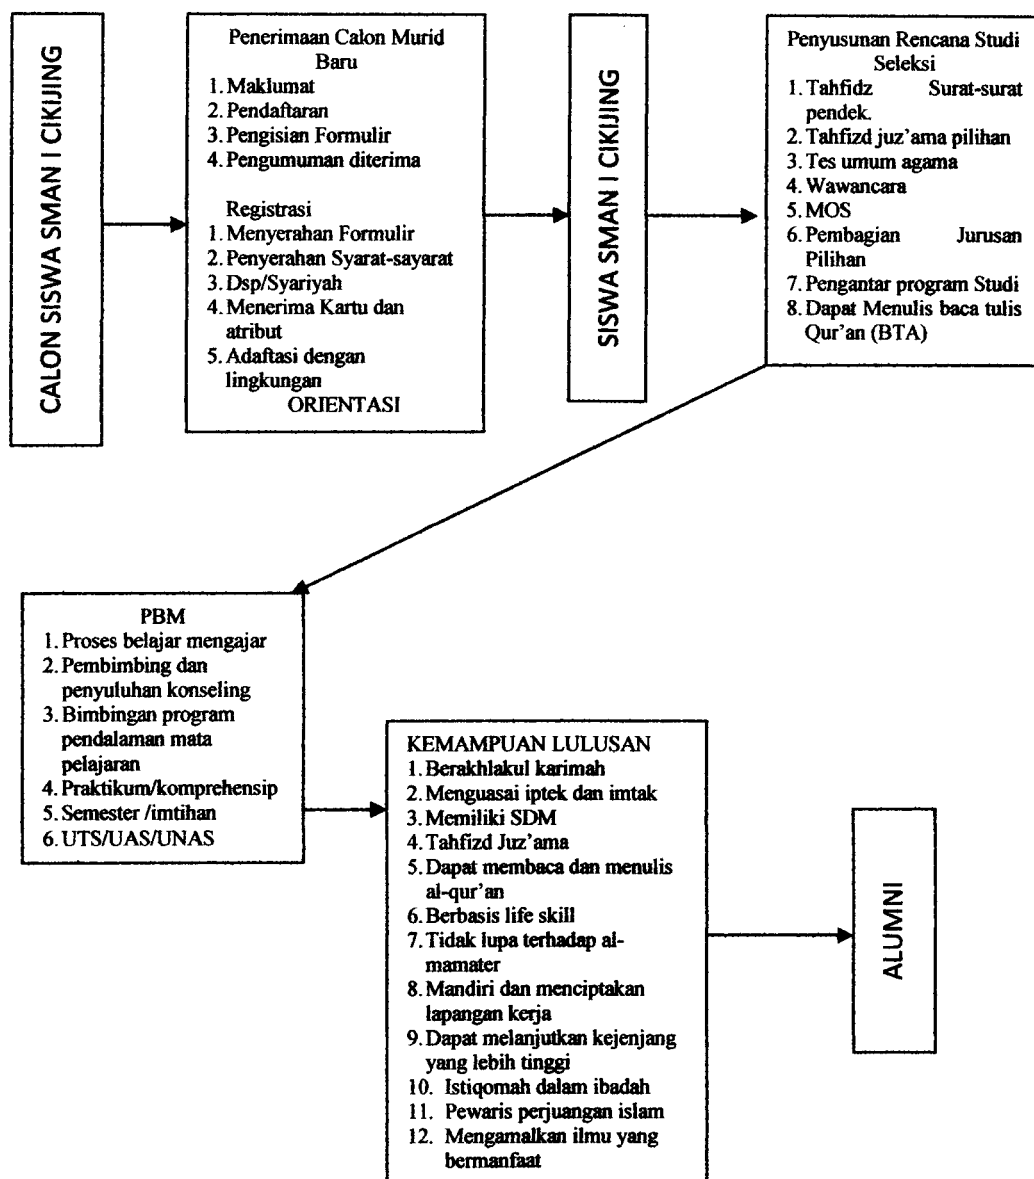 CALON SISWA SMAN I CIKIJING
Penerimaan Calon Murid
Baru
1. Maklumat
2. Pendaftaran
3. Pengisian Formulir
4. Pengumuman diterima
Registrasi
1. Menyerahan Formulir
2. Penyerahan Syarat-sayarat
3. Dsp/Syariyah
4. Menerima Kartu dan
atribut
5. Adaftasi dengan
lingkungan
ORIENTASI
SISWA SMAN I CIKIJING
Penyusunan Rencana Studi
Seleksi
1. Tahfidz Surat-surat
pendek.
2. Tahfizd juz'ama pilihan
3. Tes umum agama
4. Wawancara
5. MOS
6. Pembagian Jurusan
Pilihan
7. Pengantar program Studi
8. Dapat Menulis baca tulis
Qur'an (BTA)
PBM
1. Proses belajar mengajar
2. Pembimbing dan
penyuluhan konseling
3. Bimbingan program
pendalaman mata
pelajaran
4. Praktikum/komprehensip
5. Semester /imtihan
6. UTS/UAS/UNAS
KEMAMPUAN LULUSAN
1. Berakhlakul karimah
2. Menguasai iptek dan imtak
3. Memiliki SDM
4. Tahfizd Juz'ama
5. Dapat membaca dan menulis
al-qur'an
6. Berbasis life skill
7. Tidak lupa terhadap al-
mamater
8. Mandiri dan menciptakan
lapangan kerja
9. Dapat melanjutkan kejenjang
yang lebih tinggi
10. Istiqomah dalam ibadah
11. Pewaris perjuangan islam
12. Mengamalkan ilmu yang
bermanfaat
ALUMNI